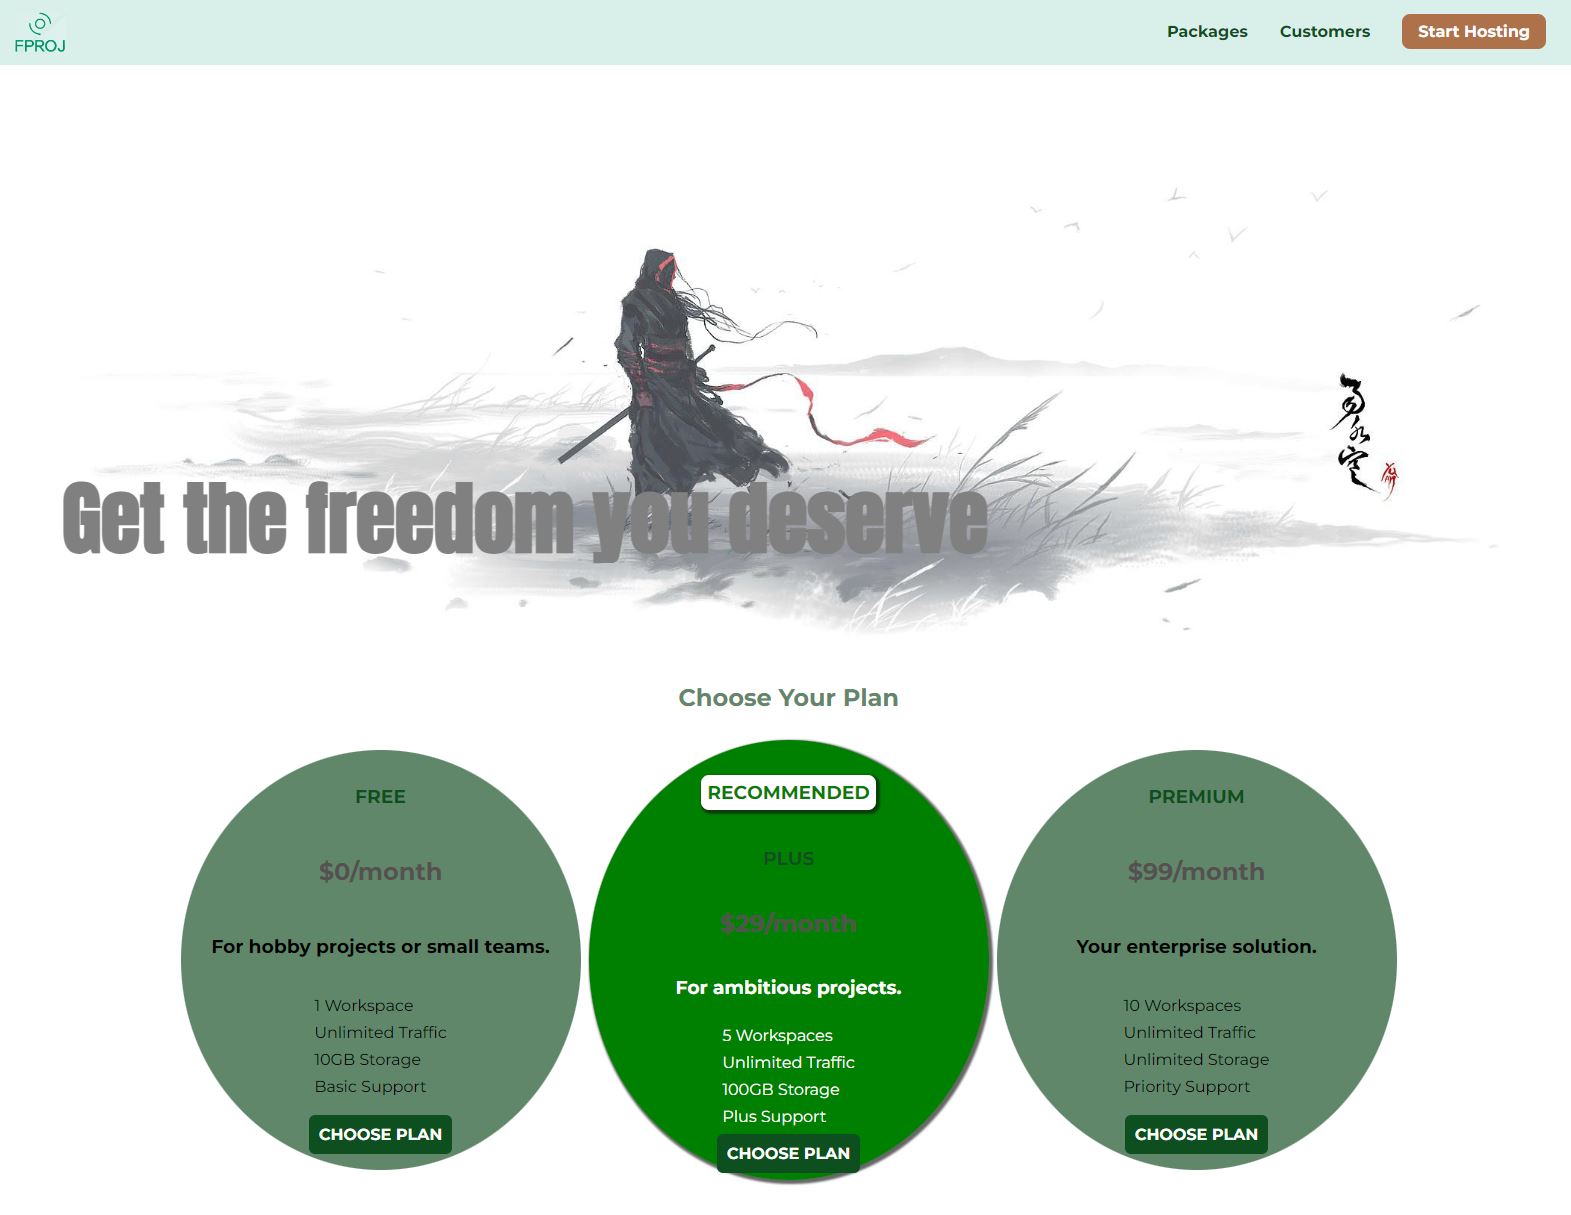 FPROJ
Packages
Customers
Start Hosting
易水寒
Get the freedom you deserve
Choose Your Plan
FREE
$0/month
For hobby projects or small teams.
1 Workspace
Unlimited Traffic
10GB Storage
Basic Support
CHOOSE PLAN
RECOMMENDED
PLUS
$29/month
For ambitious projects.
5 Workspaces
Unlimited Traffic
100GB Storage
Plus Support
CHOOSE PLAN
PREMIUM
$99/month
Your enterprise solution.
10 Workspaces
Unlimited Traffic
Unlimited Storage
Priority Support
CHOOSE PLAN